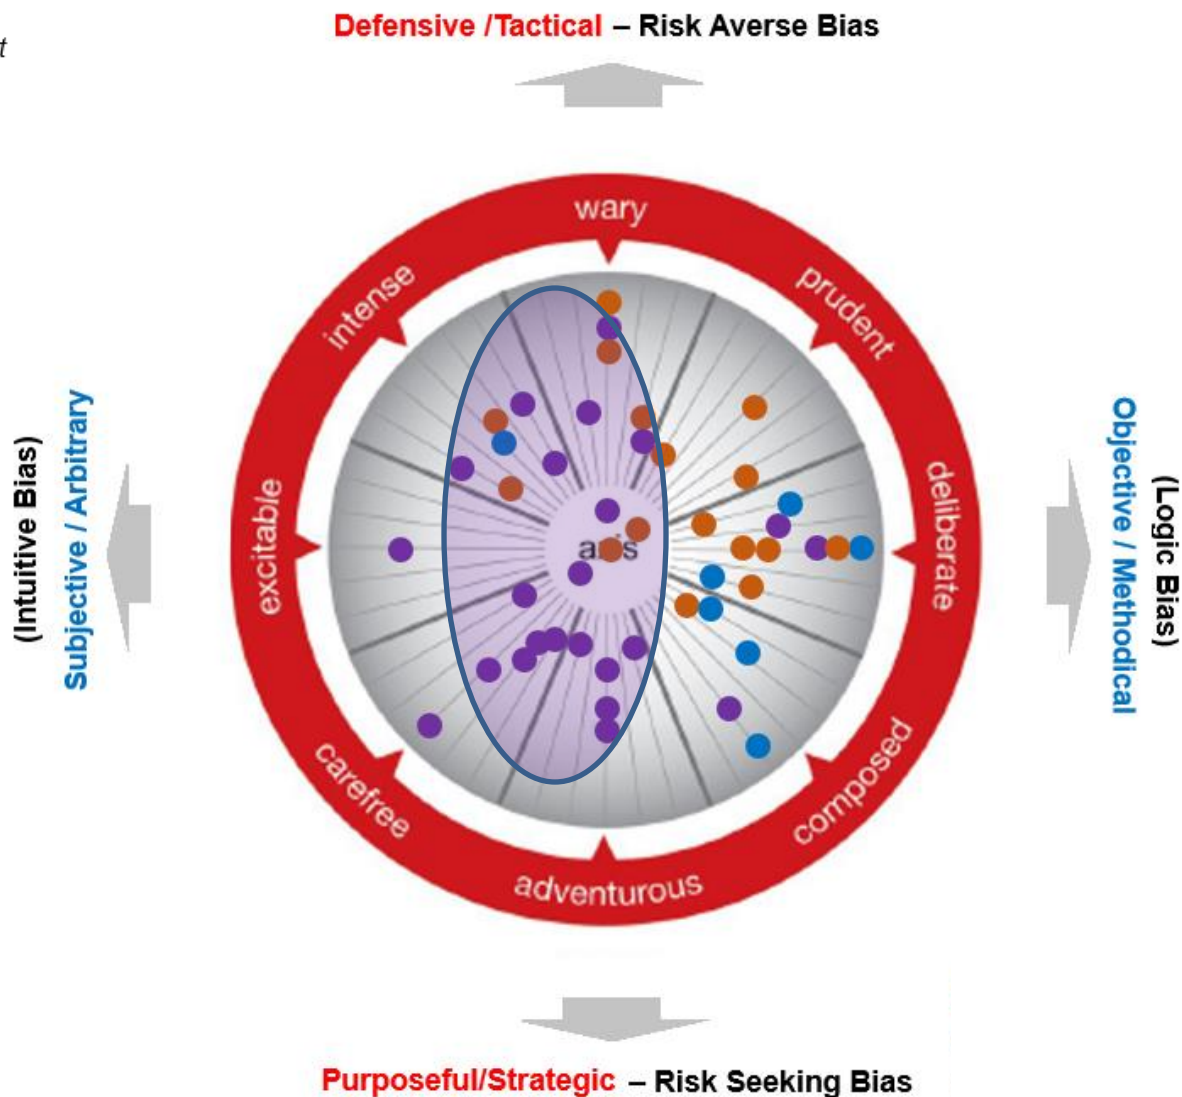 Defensive /Tactical – Risk Averse Bias
t
wary
intense
prudent
excitable
deliberate
axis
carefree
composed
adventurous
(Intuitive Bias)
Subjective / Arbitrary
Objective / Methodical
(Logic Bias)
Purposeful/Strategic – Risk Seeking Bias